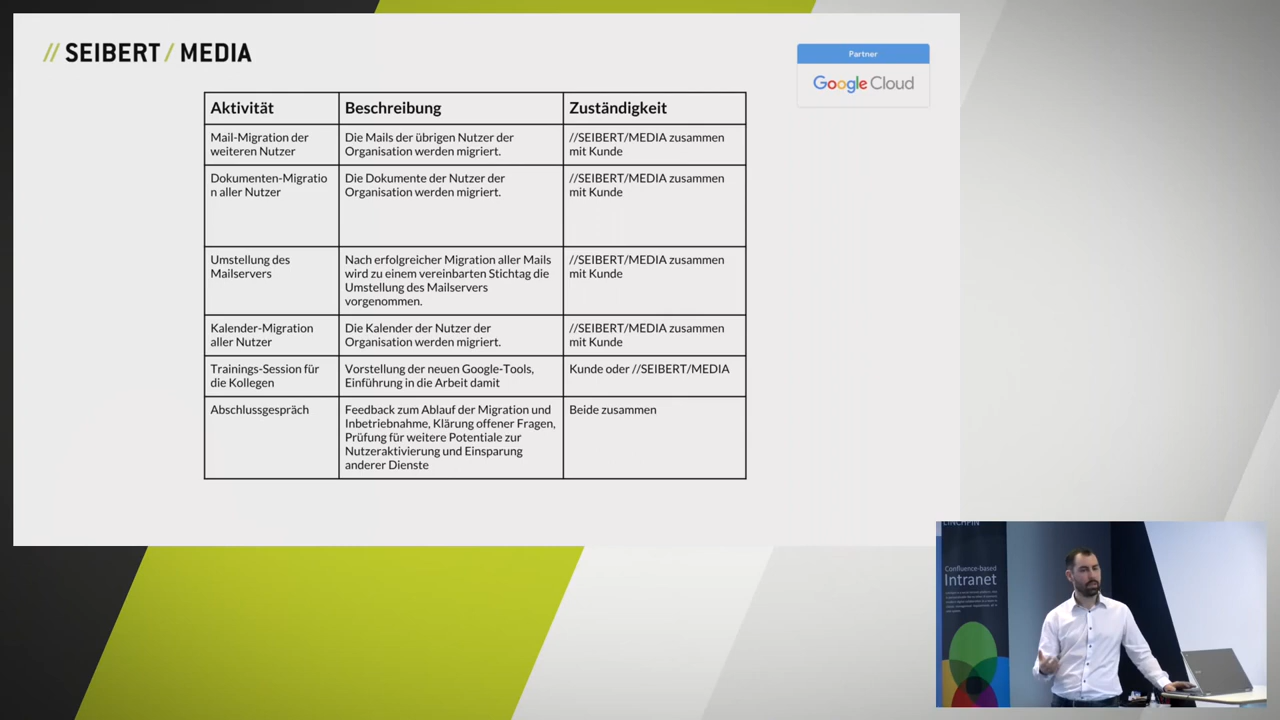 // SEIBERT / MEDIA
Partner
Google Cloud
Aktivität
Beschreibung
Zuständigkeit
Mail-Migration der
weiteren Nutzer
Die Mails der übrigen Nutzer der
Organisation werden migriert.
//SEIBERT/MEDIA zusammen
mit Kunde
Dokumenten-Migratio
n aller Nutzer
Die Dokumente der Nutzer der
Organisation werden migriert.
//SEIBERT/MEDIA zusammen
mit Kunde
Umstellung des
Mailservers
Nach erfolgreicher Migration aller Mails
wird zu einem vereinbarten Stichtag die
Umstellung des Mailservers
vorgenommen.
//SEIBERT/MEDIA zusammen
mit Kunde
Kalender-Migration
aller Nutzer
Die Kalender der Nutzer der
Organisation werden migriert.
//SEIBERT/MEDIA zusammen
mit Kunde
Trainings-Session für
die Kollegen
Vorstellung der neuen Google-Tools,
Einführung in die Arbeit damit
Kunde oder //SEIBERT/MEDIA
Abschlussgespräch
Feedback zum Ablauf der Migration und
Inbetriebnahme, Klärung offener Fragen,
Prüfung für weitere Potentiale zur
Nutzeraktivierung und Einsparung
anderer Dienste
Beide zusammen
LINCHPIN
Confluence-based
Intranet